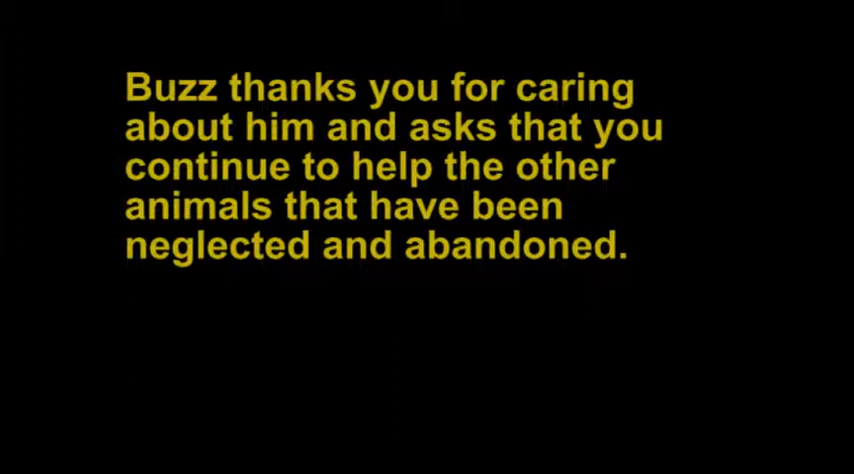 Buzz thanks you for caring
about him and asks that you
continue to help the other
animals that have been
neglected and abandoned.